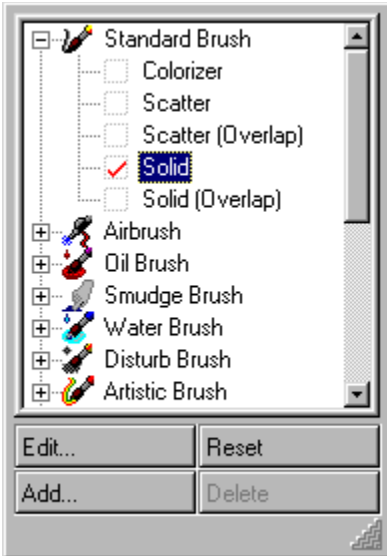 Standard Brush
Colorizer
Scatter
Scatter (Overlap)
Solid
Solid (Overlap)
Airbrush
Oil Brush
Smudge Brush
Water Brush
Disturb Brush
Artistic Brush
Edit... Reset
Add... Delete